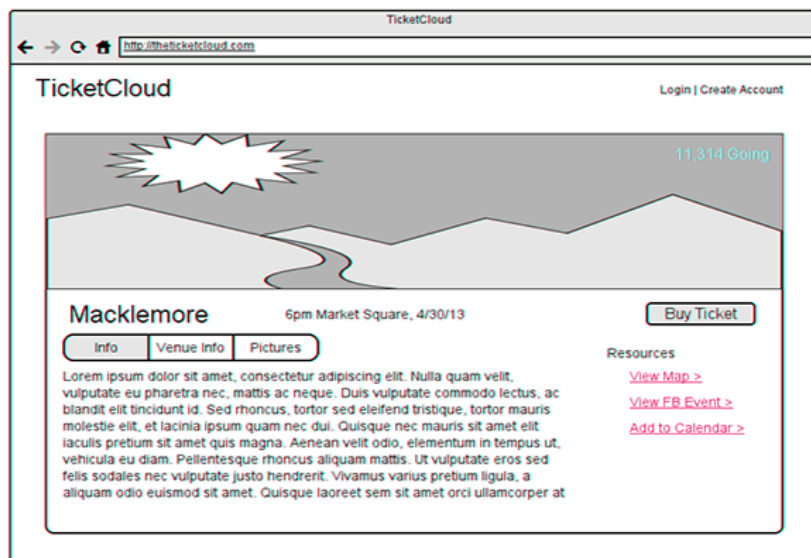 TicketCloud
http://theticketcloud.com
TicketCloud
Login | Create Account
11,314 Going
Macklemore
6pm Market Square, 4/30/13
Buy Ticket
Info
Venue Info
Pictures
Lorem ipsum dolor sit amet, consectetur adipiscing elit. Nulla quam velit,
vulputate eu pharetra nec, mattis ac neque. Duis vulputate commodo lectus, ac
blandit elit tincidunt id. Sed rhoncus, tortor sed eleifend tristique, tortor mauris
molestie elit, et lacinia ipsum quam nec dui. Quisque nec mauris sit amet elit
iaculis pretium sit amet quis magna. Aenean velit odio, elementum in tempus ut,
vehicula eu diam. Pellentesque rhoncus aliquam mattis. Ut vulputate eros sed
felis sodales nec vulputate justo hendrerit. Vivamus varius pretium ligula, a
aliquam odio euismod sit amet. Quisque laoreet sem sit amet orci ullamcorper at
Resources
View Map >
View FB Event >
Add to Calendar >